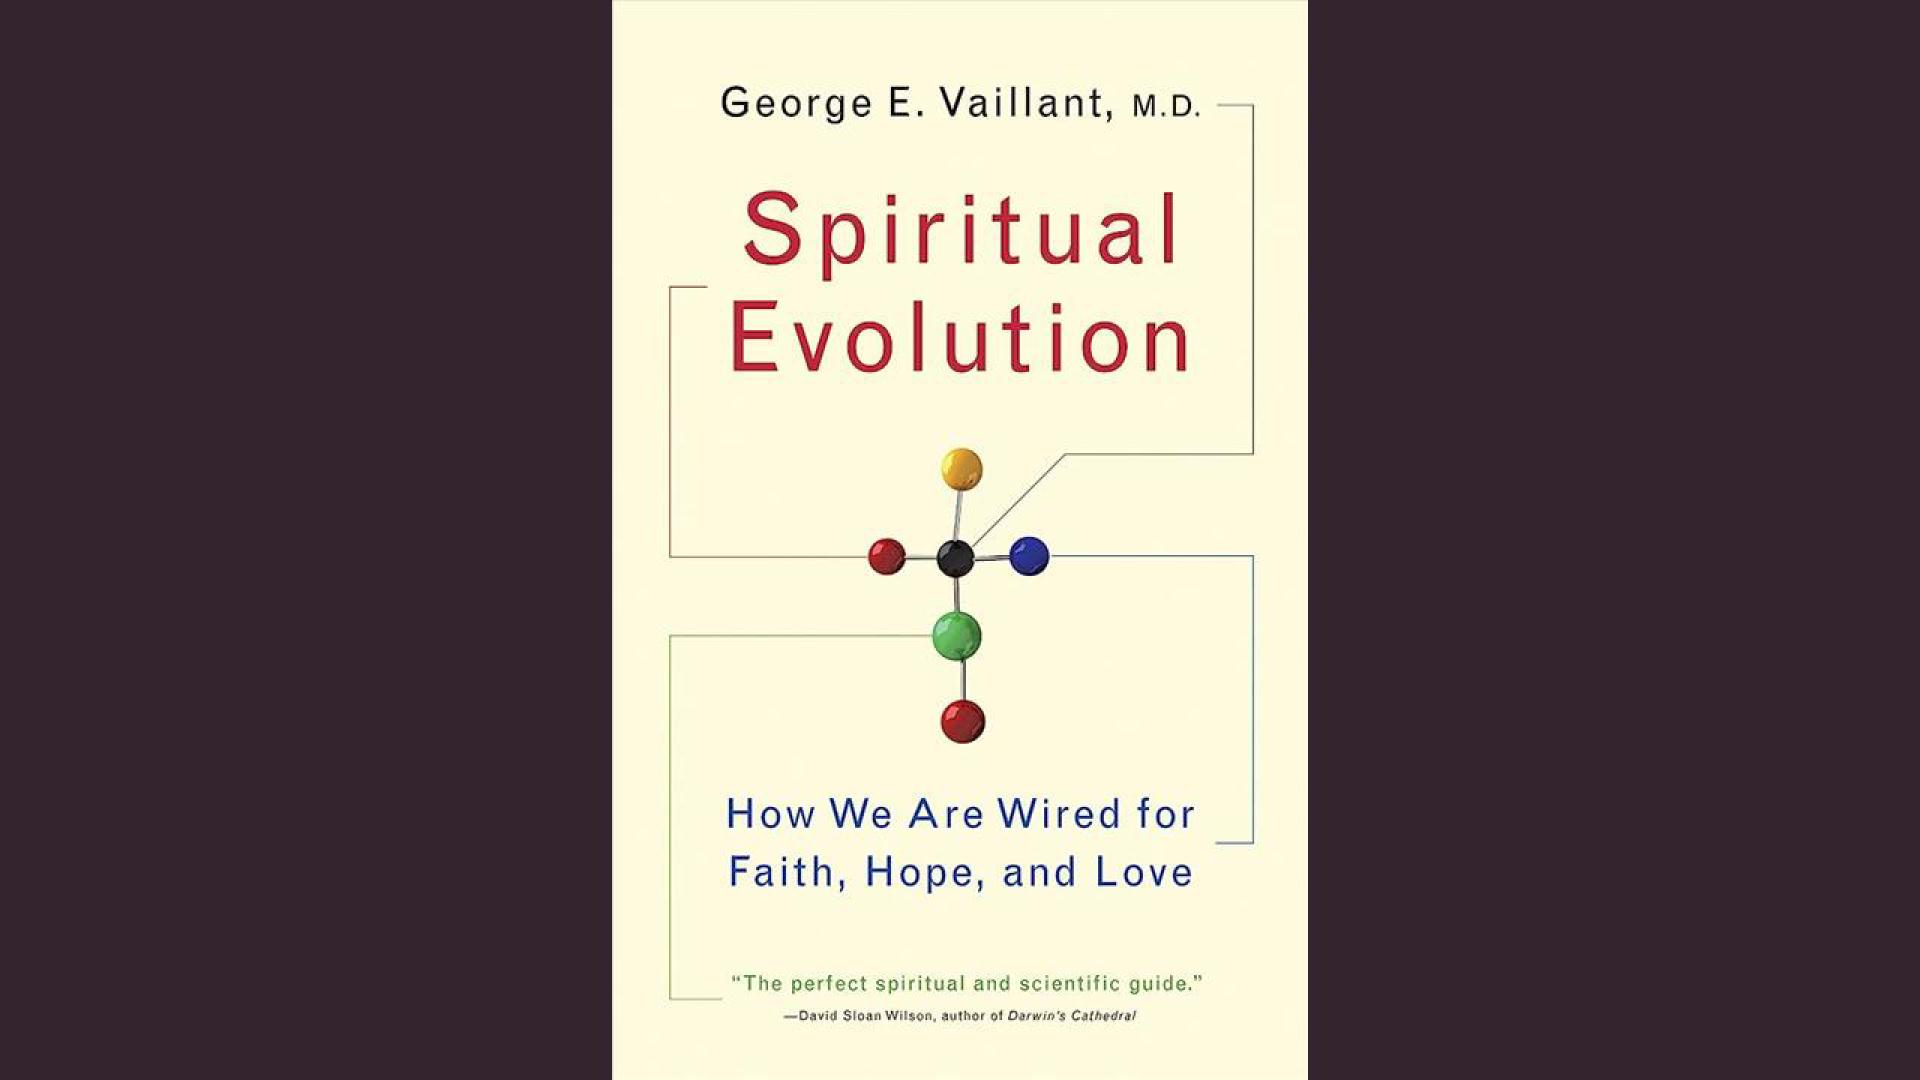 George E. Vaillant, M.D.
Spiritual
Evolution
How We Are Wired for
Faith, Hope, and Love
“The perfect spiritual and scientific guide.”
—David Sloan Wilson, author of Darwin's Cathedral